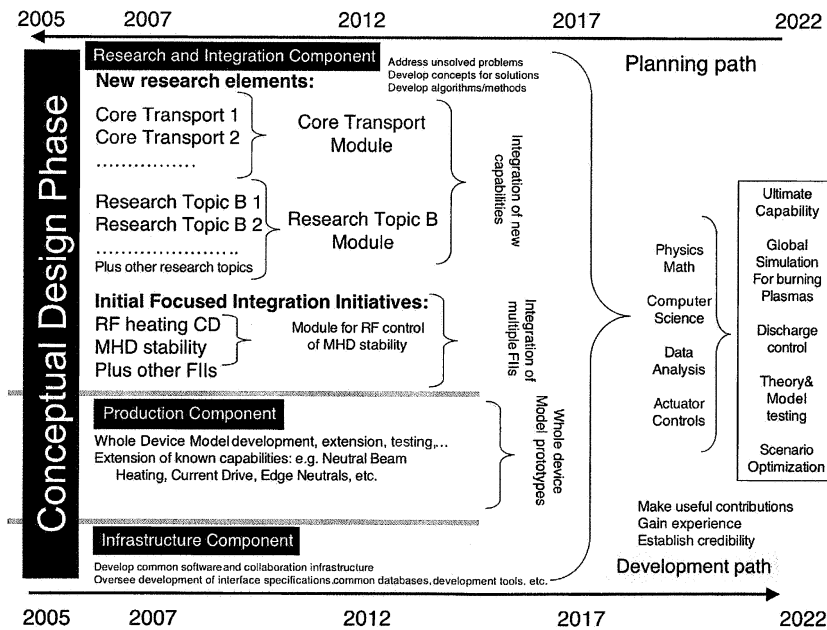 2005 2007 2012 2017 2022
Research and Integration Component
Address unsolved problems
Develop concepts for solutions
Develop algorithms/methods
Planning path
Conceptual Design Phase
New research elements:
Core Transport 1
Core Transport 2
................
Core Transport
Module
Research Topic B 1
Research Topic B 2
......................
Plus other research topics
Research Topic B
Module
Integration of new
capabilities
Initial Focused Integration Initiatives:
RF heating CD
MHD stability
Plus other FIIs
Module for RF control
of MHD stability
Integration of
multiple FIIs
Production Component
Whole Device Model development, extension, testing,...
Extension of known capabilities: e.g. Neutral Beam
Heating, Current Drive, Edge Neutrals, etc.
Whole device
Model prototypes
Infrastructure Component
Develop common software and collaboration infrastructure
Oversee development of interface specifications,common databases,development tools. etc.
Physics
Math
Computer
Science
Data
Analysis
Actuator
Controls
Ultimate
Capability
Global
Simulation
For burning
Plasmas
Discharge
control
Theory&
Model
testing
Scenario
Optimization
Make useful contributions
Gain experience
Establish credibility
Development path
2005 2007 2012 2017 2022